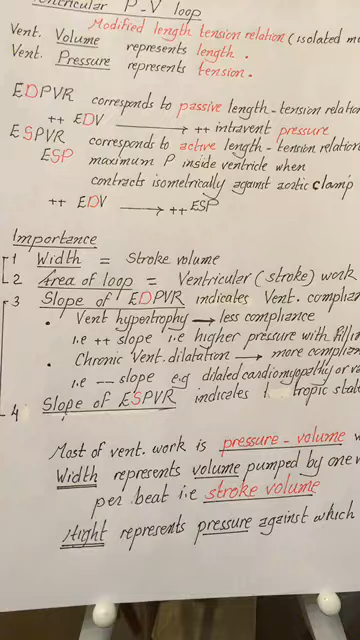 P-V loop
Modified length tension relation (isolated
Vent. Volume represents length.
Vent. Pressure represents tension.
EDPVR corresponds to passive length-tension relation
++ EDV → ++ intravent pressure
ESPVR corresponds to active length-tension
ESP maximum P inside ventricle when
contracts isometrically against aortic clamp
++ EDV → ++ ESP
Importance
1 Width = Stroke volume
2 Area of loop = Ventricular (stroke) work
3 Slope of EDPVR indicates Vent.
• Vent hypertrophy → less compliance
i.e ++ slope i.e higher pressure with
• Chronic Vent. dilatation → more
i.e -- slope e.g dilated cardiomyopathy or
4 Slope of ESPVR indicates
Most of vent. work is pressure-volume
Width represents volume pumped by one
per beat i.e stroke volume
Hight represents pressure against which